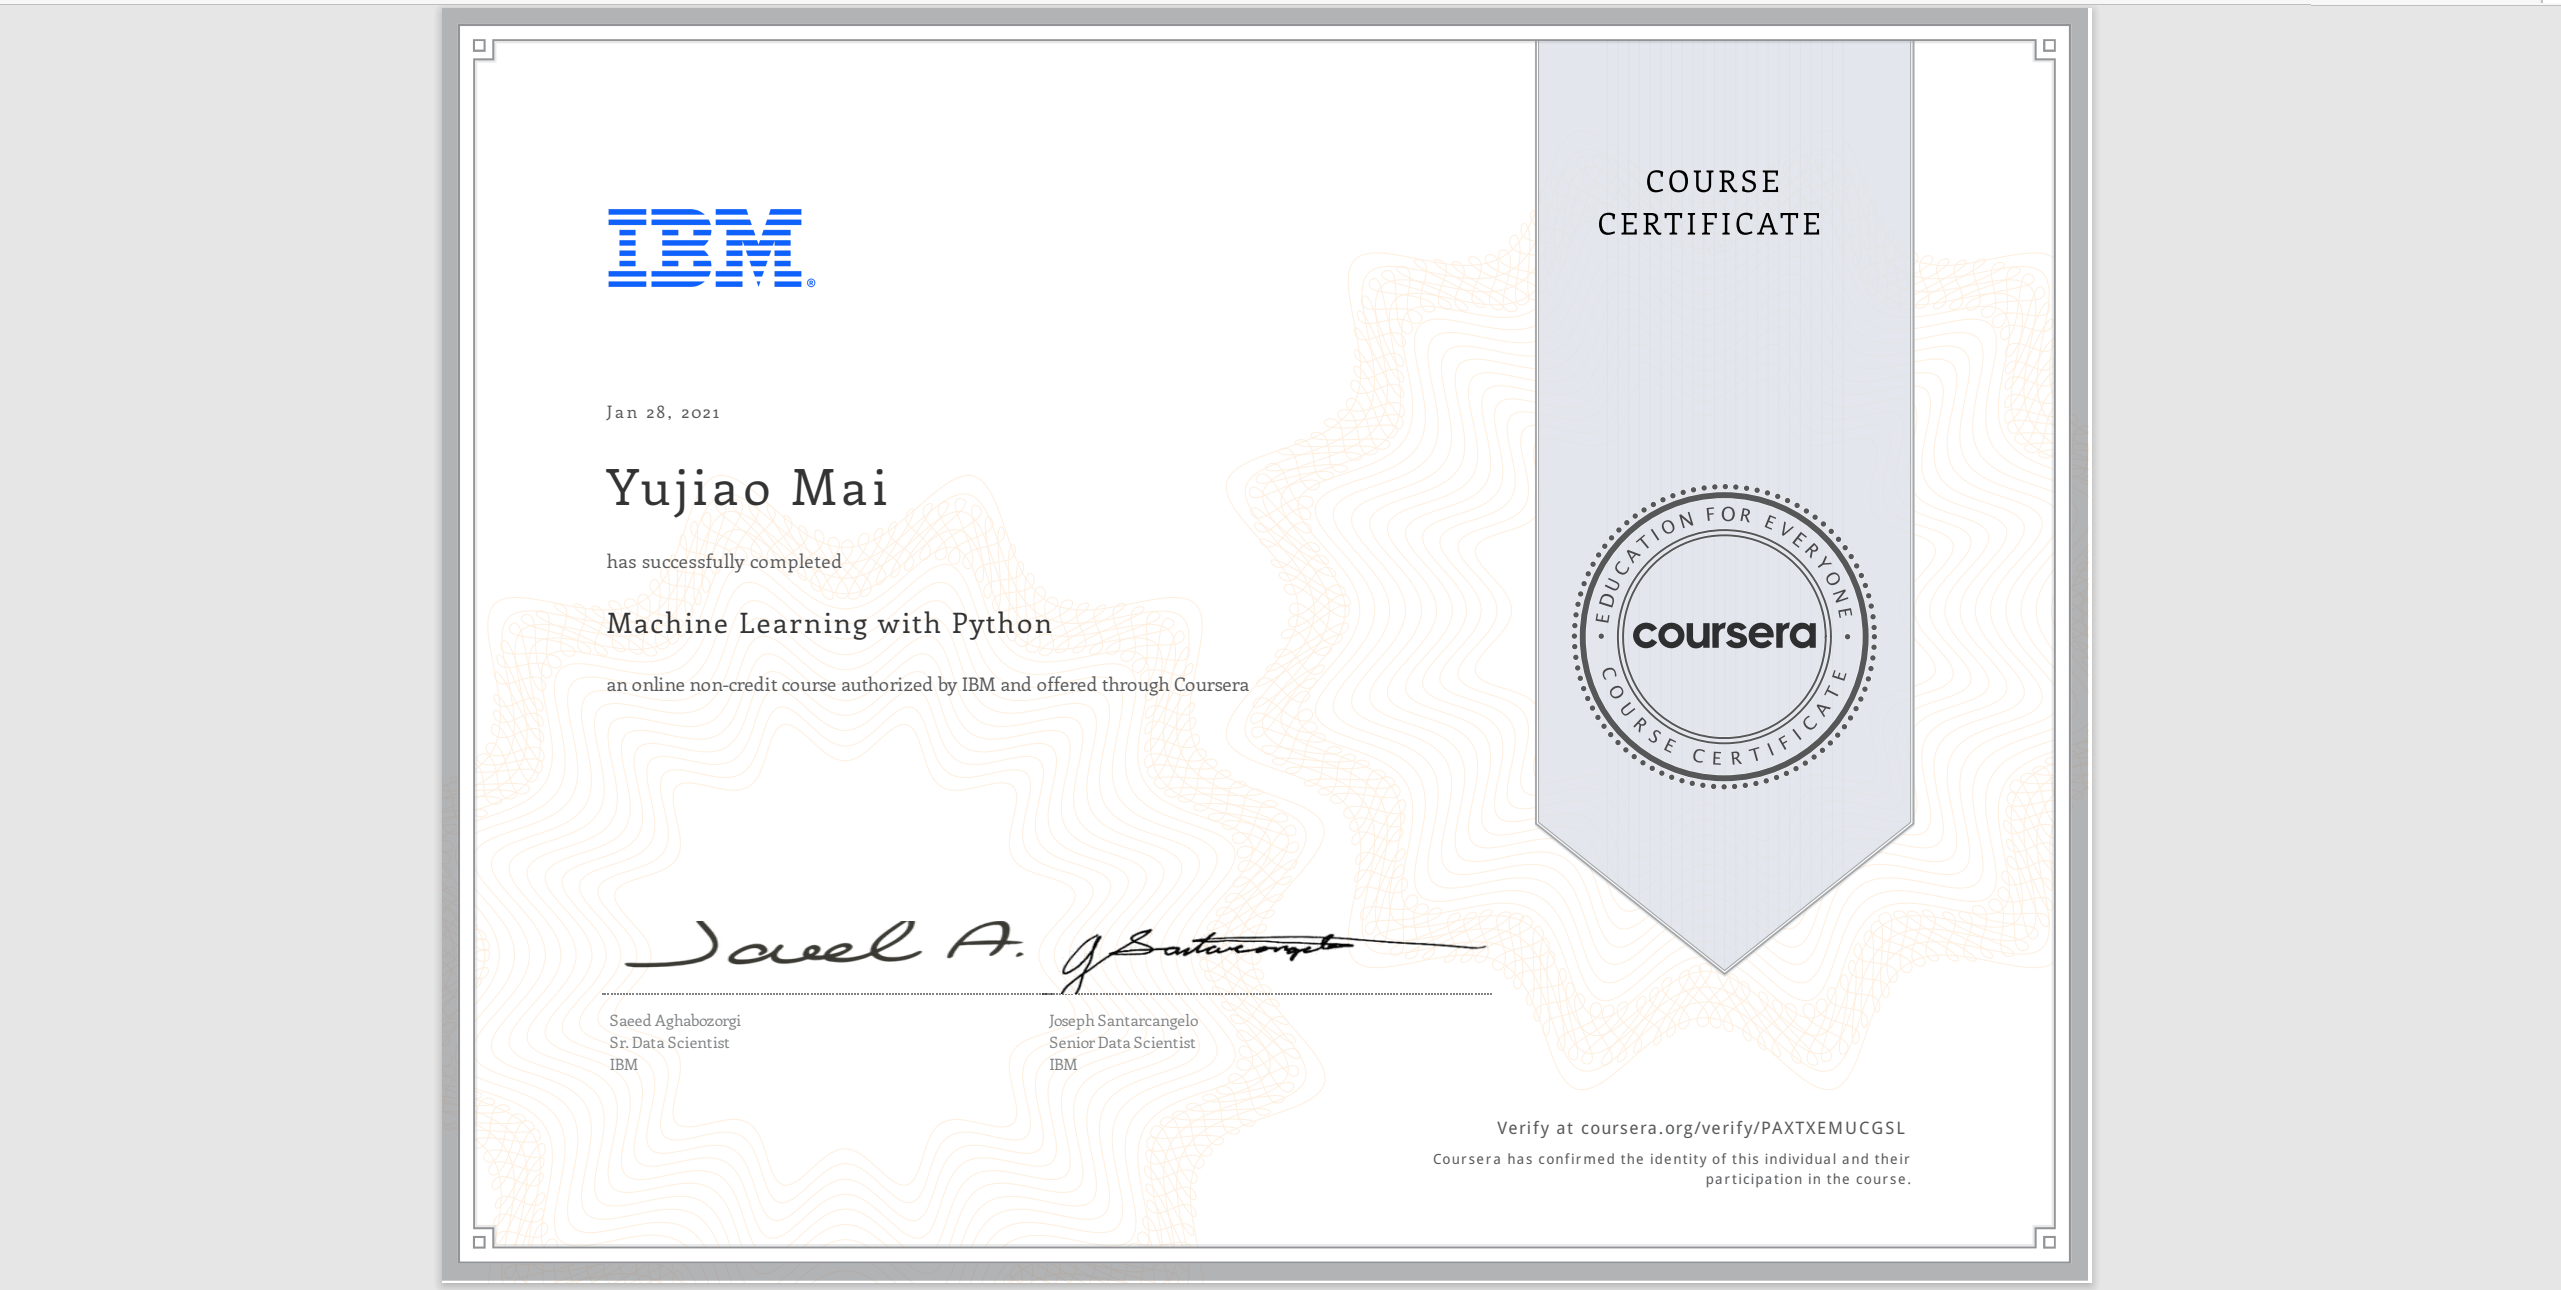 IBM®
COURSE
CERTIFICATE
Jan 28, 2021
Yujiao Mai
has successfully completed
Machine Learning with Python
an online non-credit course authorized by IBM and offered through Coursera
EDUCATION FOR EVERYONE
coursera
COURSE CERTIFICATE
Saeed A.
J Santarcangelo
Saeed Aghabozorgi
Sr. Data Scientist
IBM
Joseph Santarcangelo
Senior Data Scientist
IBM
Verify at coursera.org/verify/PAXTXEMUCGSL
Coursera has confirmed the identity of this individual and their
participation in the course.